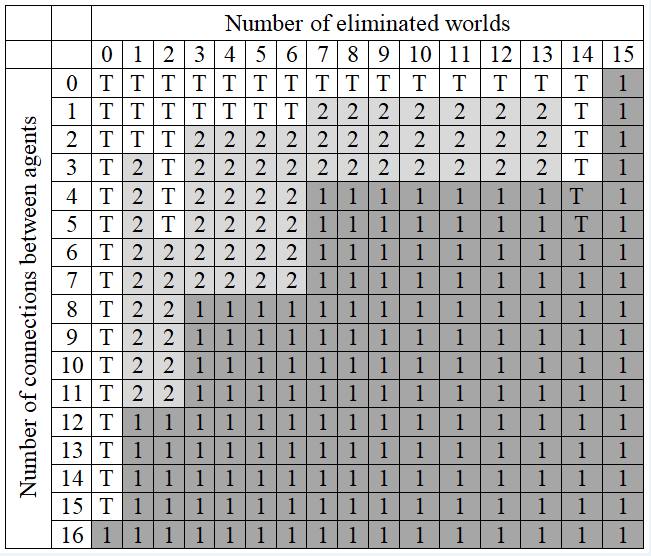 Number of eliminated worlds
0 1 2 3 4 5 6 7 8 9 10 11 12 13 14 15
Number of connections between agents
0 T T T T T T T T T T T T T T T 1
1 T T T T T T T 2 2 2 2 2 2 2 T 1
2 T T T 2 2 2 2 2 2 2 2 2 2 2 T 1
3 T 2 T 2 2 2 2 2 2 2 2 2 2 2 T 1
4 T 2 T 2 2 2 2 1 1 1 1 1 1 1 T 1
5 T 2 T 2 2 2 2 1 1 1 1 1 1 1 T 1
6 T 2 2 2 2 2 2 1 1 1 1 1 1 1 1 1
7 T 2 2 2 2 2 2 1 1 1 1 1 1 1 1 1
8 T 2 2 1 1 1 1 1 1 1 1 1 1 1 1 1
9 T 2 2 1 1 1 1 1 1 1 1 1 1 1 1 1
10 T 2 2 1 1 1 1 1 1 1 1 1 1 1 1 1
11 T 2 2 1 1 1 1 1 1 1 1 1 1 1 1 1
12 T 1 1 1 1 1 1 1 1 1 1 1 1 1 1 1
13 T 1 1 1 1 1 1 1 1 1 1 1 1 1 1 1
14 T 1 1 1 1 1 1 1 1 1 1 1 1 1 1 1
15 T 1 1 1 1 1 1 1 1 1 1 1 1 1 1 1
16 1 1 1 1 1 1 1 1 1 1 1 1 1 1 1 1